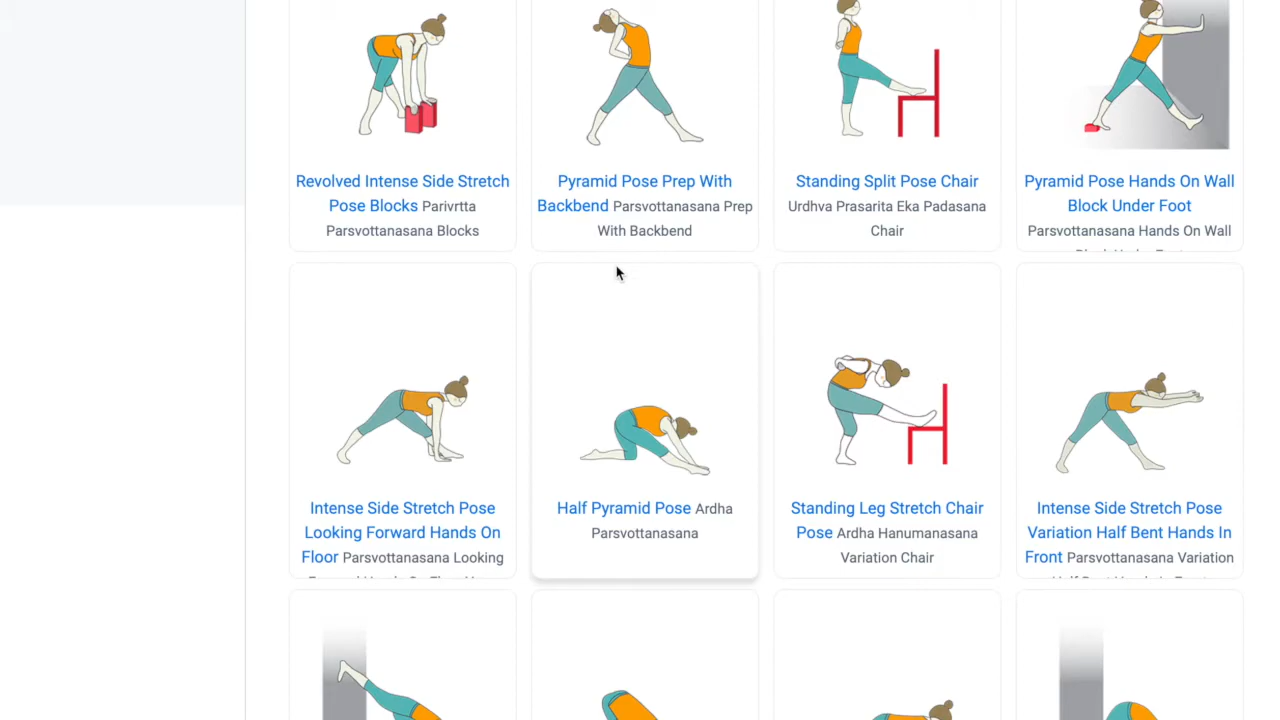 Revolved Intense Side Stretch
Pose Blocks Parivrtta
Parsvottanasana Blocks
Pyramid Pose Prep With
Backbend Parsvottanasana Prep
With Backbend
Standing Split Pose Chair
Urdhva Prasarita Eka Padasana
Chair
Pyramid Pose Hands On Wall
Block Under Foot
Parsvottanasana Hands On Wall
Intense Side Stretch Pose
Looking Forward Hands On
Floor Parsvottanasana Looking
Half Pyramid Pose Ardha
Parsvottanasana
Standing Leg Stretch Chair
Pose Ardha Hanumanasana
Variation Chair
Intense Side Stretch Pose
Variation Half Bent Hands In
Front Parsvottanasana Variation